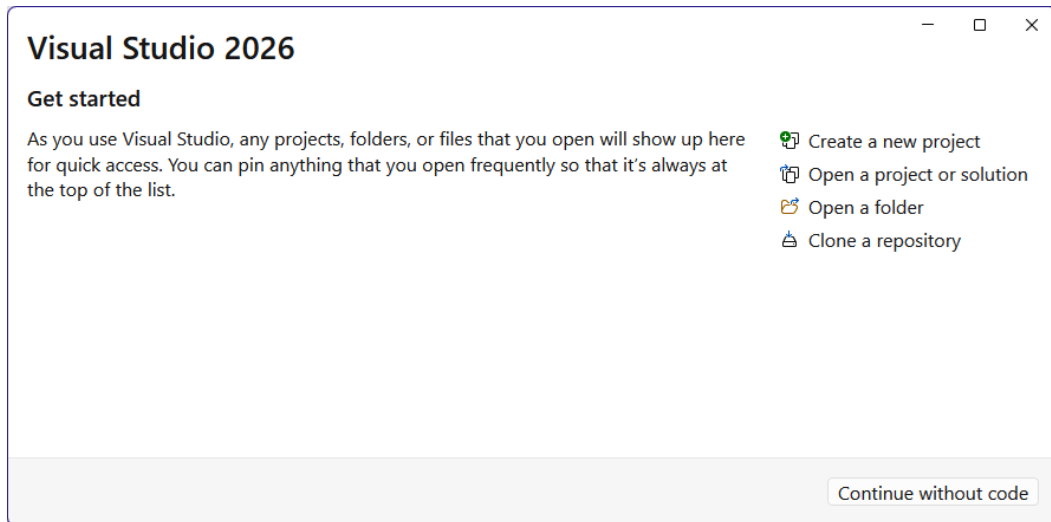 Visual Studio 2026
Get started
As you use Visual Studio, any projects, folders, or files that you open will show up here
for quick access. You can pin anything that you open frequently so that it’s always at
the top of the list.
Create a new project
Open a project or solution
Open a folder
Clone a repository
Continue without code